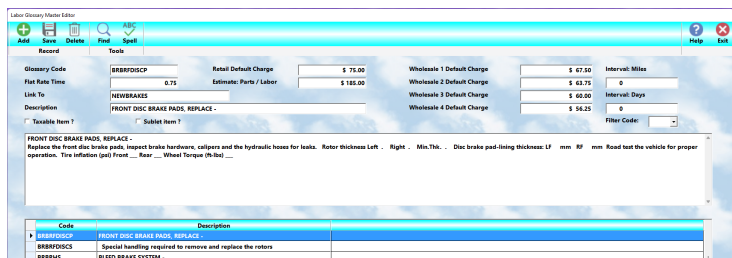 Labor Glossary Master Editor
Add Save Delete Find ABC Spell Help Exit
Record Tools
Glossary Code BRBRFDISCP Retail Default Charge $ 75.00 Wholesale 1 Default Charge $ 67.50 Interval: Miles
Flat Rate Time 0.75 Estimate: Parts / Labor $ 185.00 Wholesale 2 Default Charge $ 63.75 0
Link To NEWBRAKES Wholesale 3 Default Charge $ 60.00 Interval: Days
Description FRONT DISC BRAKE PADS, REPLACE - Wholesale 4 Default Charge $ 56.25 0
Taxable Item ? Sublet item ? Filter Code:
FRONT DISC BRAKE PADS, REPLACE -
Replace the front disc brake pads, inspect brake hardware, calipers and the hydraulic hoses for leaks. Rotor thickness Left . Right . Min.Thk. . Disc brake pad-lining thickness: LF mm RF mm Road test the vehicle for proper
operation. Tire inflation (psi) Front __ Rear __ Wheel Torque (ft-lbs) __
Code Description
BRBRFDISCP FRONT DISC BRAKE PADS, REPLACE -
BRBRFDISCS Special handling required to remove and replace the rotors
BLEED BRAKE SYSTEM -